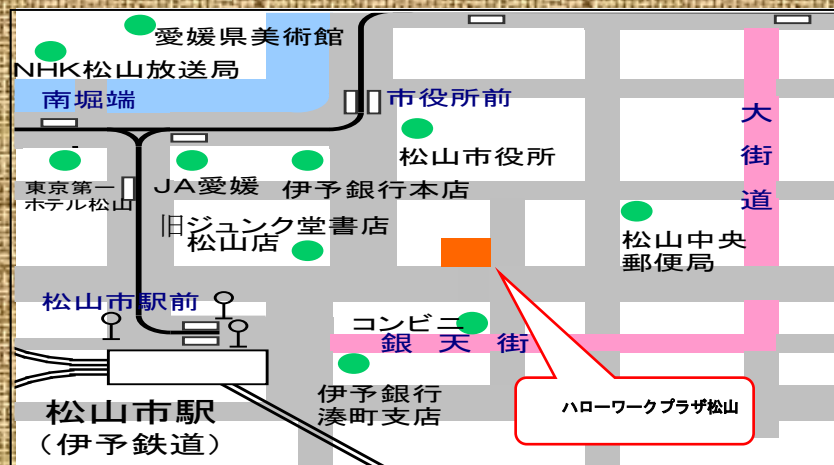 愛媛県美術館
NHK松山放送局
南堀端
市役所前
大街道
松山市役所
東京第一
ホテル松山
JA愛媛
伊予銀行本店
旧ジュンク堂書店
松山店
松山中央
郵便局
松山市駅前
コンビニ
銀天街
伊予銀行
湊町支店
ハローワークプラザ松山
松山市駅
（伊予鉄道）